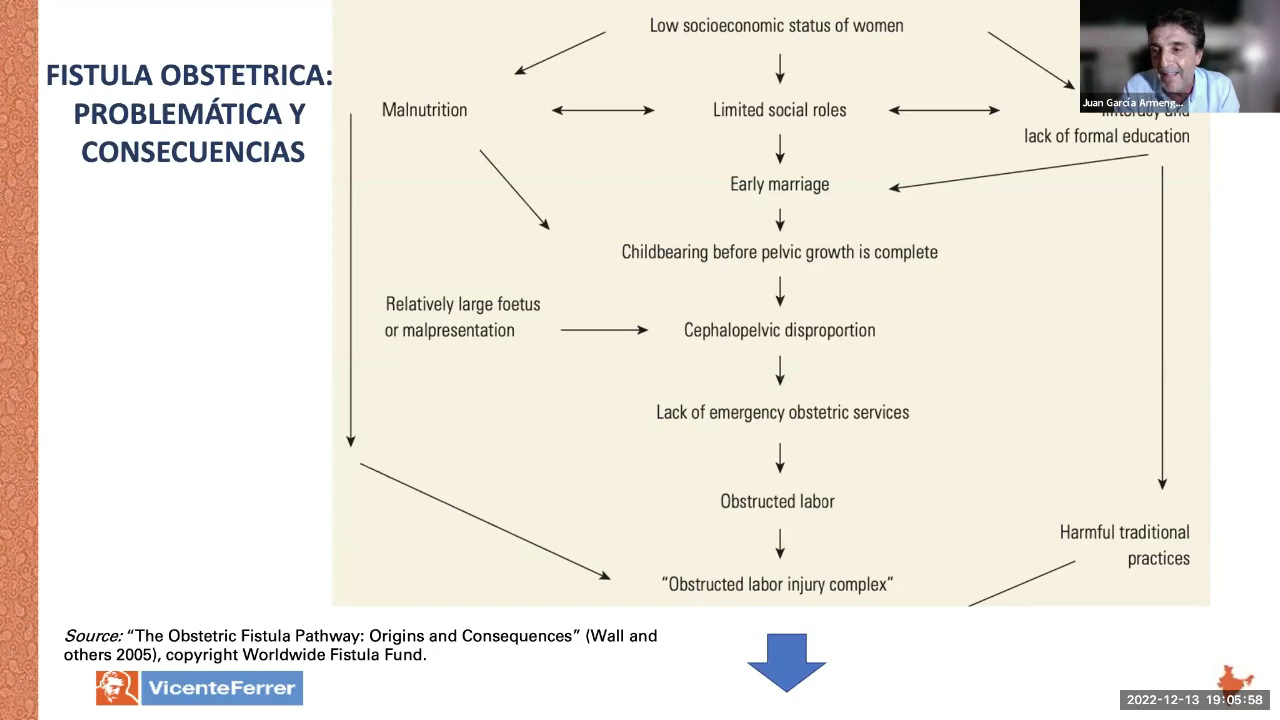 FISTULA OBSTETRICA:
PROBLEMÁTICA Y
CONSECUENCIAS
Low socioeconomic status of women
Juan García Armeng...
Malnutrition
Limited social roles
lack of formal education
Early marriage
Childbearing before pelvic growth is complete
Relatively large foetus
or malpresentation
Cephalopelvic disproportion
Lack of emergency obstetric services
Obstructed labor
Harmful traditional
practices
“Obstructed labor injury complex”
Source: “The Obstetric Fistula Pathway: Origins and Consequences” (Wall and
others 2005), copyright Worldwide Fistula Fund.
VicenteFerrer
2022-12-13 19:05:58